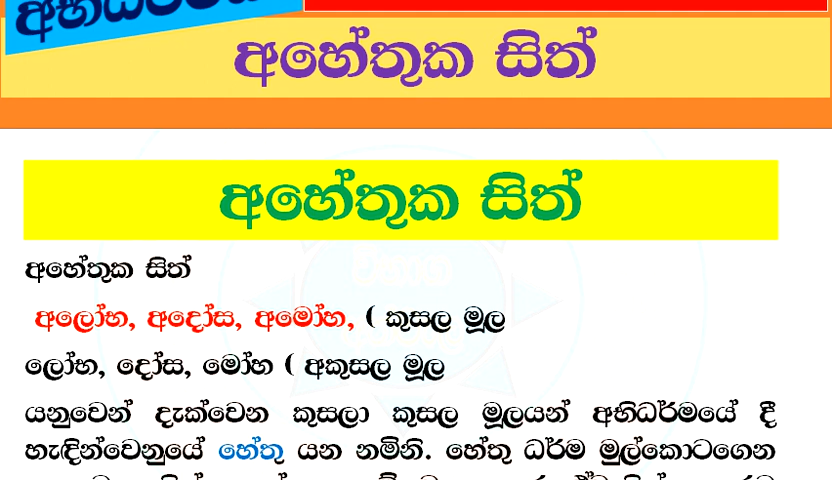 අහේතුක සිත්
අහේතුක සිත්
අහේතුක සිත්
අලෝභ, අදෝස, අමෝහ, ( කුසල මූල
ලෝභ, දෝස, මෝහ ( අකුසල මූල
යනුවෙන් දැක්වෙන කුසලා කුසල මූලයන් අභිධර්මයේ දී
හැඳින්වෙනුයේ හේතු යන නමිනි. හේතු ධර්ම මුල්කොටගෙන